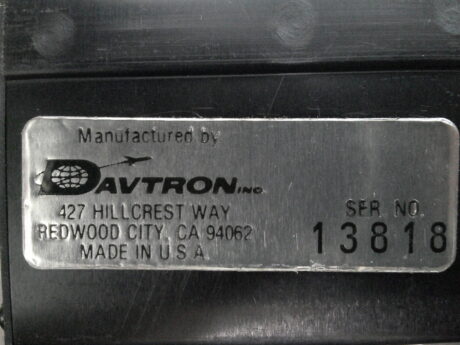 Manufactured by
DAVTRON INC.
427 HILLCREST WAY
REDWOOD CITY, CA 94062
MADE IN U.S.A.
SER. NO.
13818